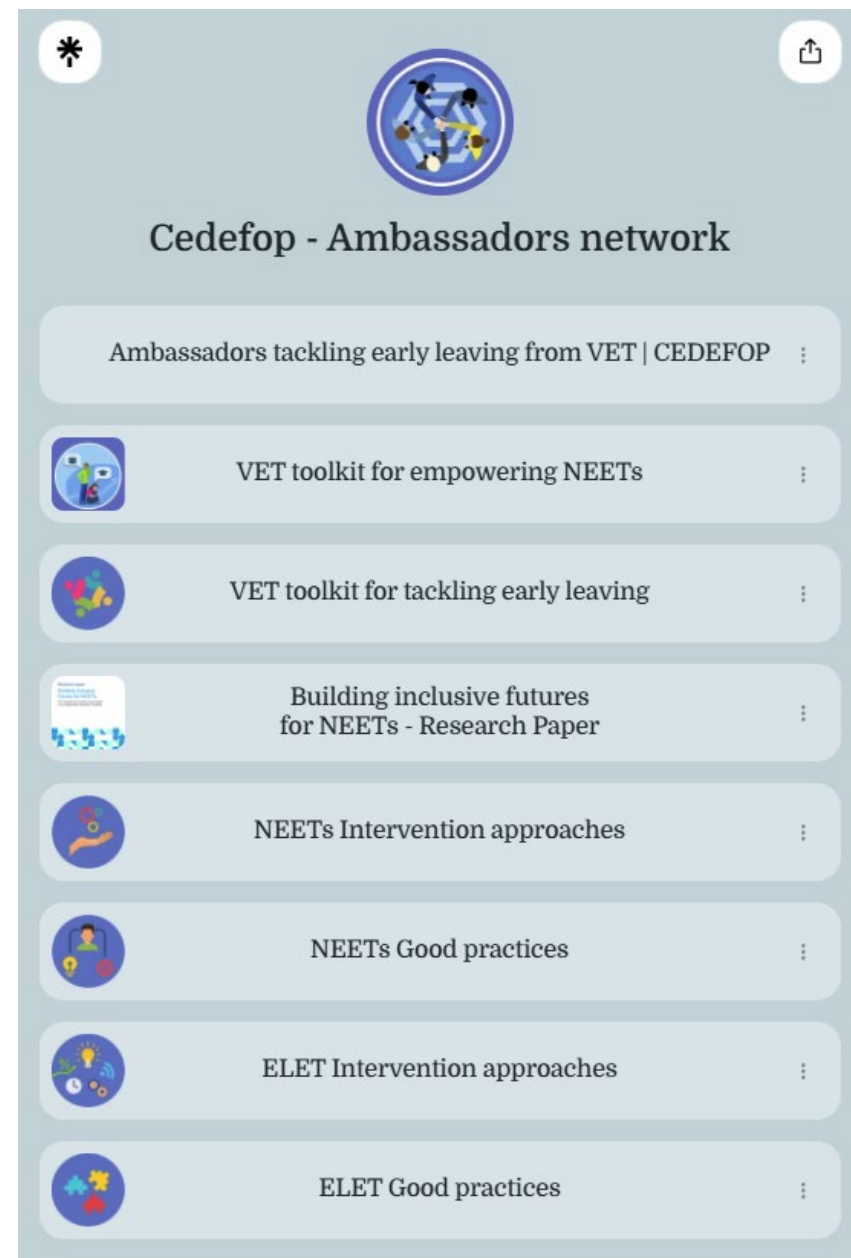 Cedefop - Ambassadors network
Ambassadors tackling early leaving from VET | CEDEFOP
VET toolkit for empowering NEETs
VET toolkit for tackling early leaving
Building inclusive futures
for NEETs - Research Paper
NEETs Intervention approaches
NEETs Good practices
ELET Intervention approaches
ELET Good practices